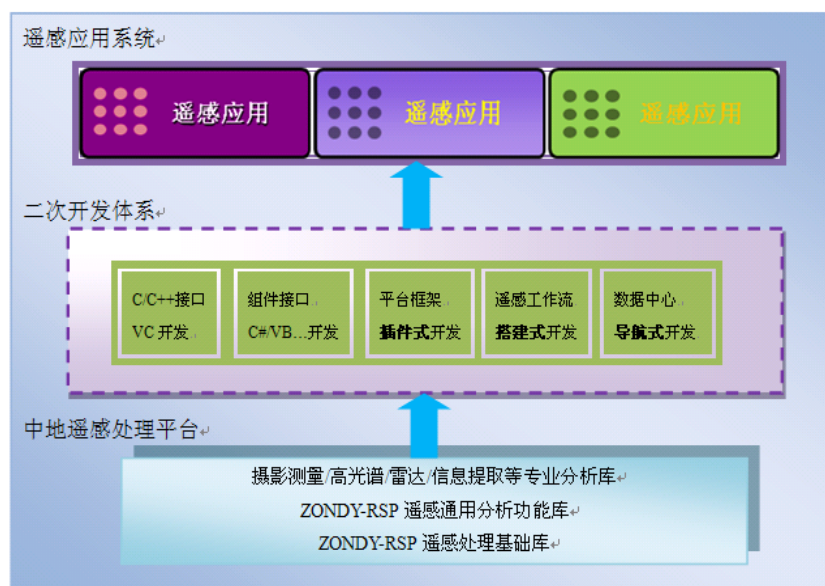 遥感应用系统
遥感应用 遥感应用 遥感应用
二次开发体系
C/C++接口 组件接口 平台框架 遥感工作流 数据中心
VC 开发 C#/VB…开发 插件式开发 搭建式开发 导航式开发
中地遥感处理平台
摄影测量/高光谱/雷达/信息提取等专业分析库
ZONDY-RSP 遥感通用分析功能库
ZONDY-RSP 遥感处理基础库